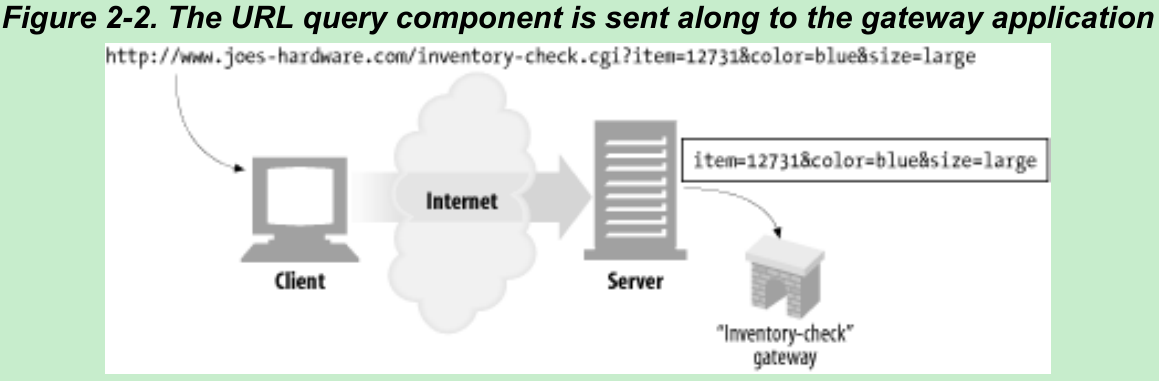 Figure 2-2. The URL query component is sent along to the gateway application
http://www.joes-hardware.com/inventory-check.cgi?item=12731&color=blue&size=large
item=12731&color=blue&size=large
Internet
Client
Server
"Inventory-check"
gateway